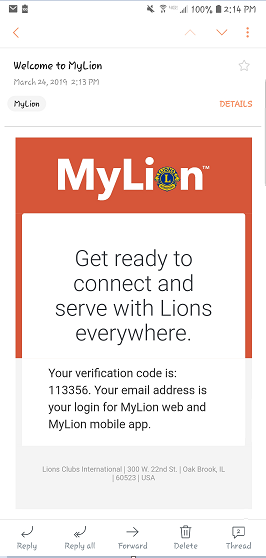 100% 2:14 PM
Welcome to MyLion
March 24, 2019 2:13 PM
MyLion
DETAILS
MyLion™
Get ready to
connect and
serve with Lions
everywhere.
Your verification code is:
113356. Your email address is
your login for MyLion web and
MyLion mobile app.
Lions Clubs International | 300 W. 22nd St. | Oak Brook, IL
| 60523 | USA
Reply Reply all Forward Delete Thread